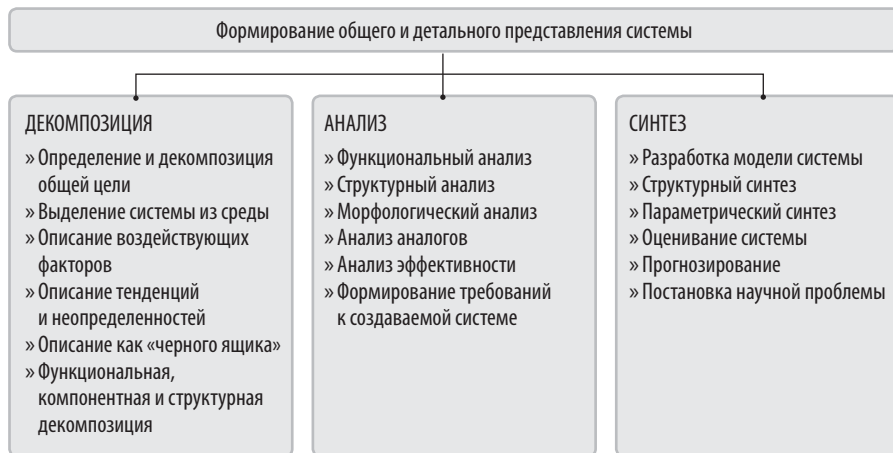 Формирование общего и детального представления системы
ДЕКОМПОЗИЦИЯ
» Определение и декомпозиция
общей цели
» Выделение системы из среды
» Описание воздействующих
факторов
» Описание тенденций
и неопределенностей
» Описание как «черного ящика»
» Функциональная,
компонентная и структурная
декомпозиция
АНАЛИЗ
» Функциональный анализ
» Структурный анализ
» Морфологический анализ
» Анализ аналогов
» Анализ эффективности
» Формирование требований
к создаваемой системе
СИНТЕЗ
» Разработка модели системы
» Структурный синтез
» Параметрический синтез
» Оценивание системы
» Прогнозирование
» Постановка научной проблемы